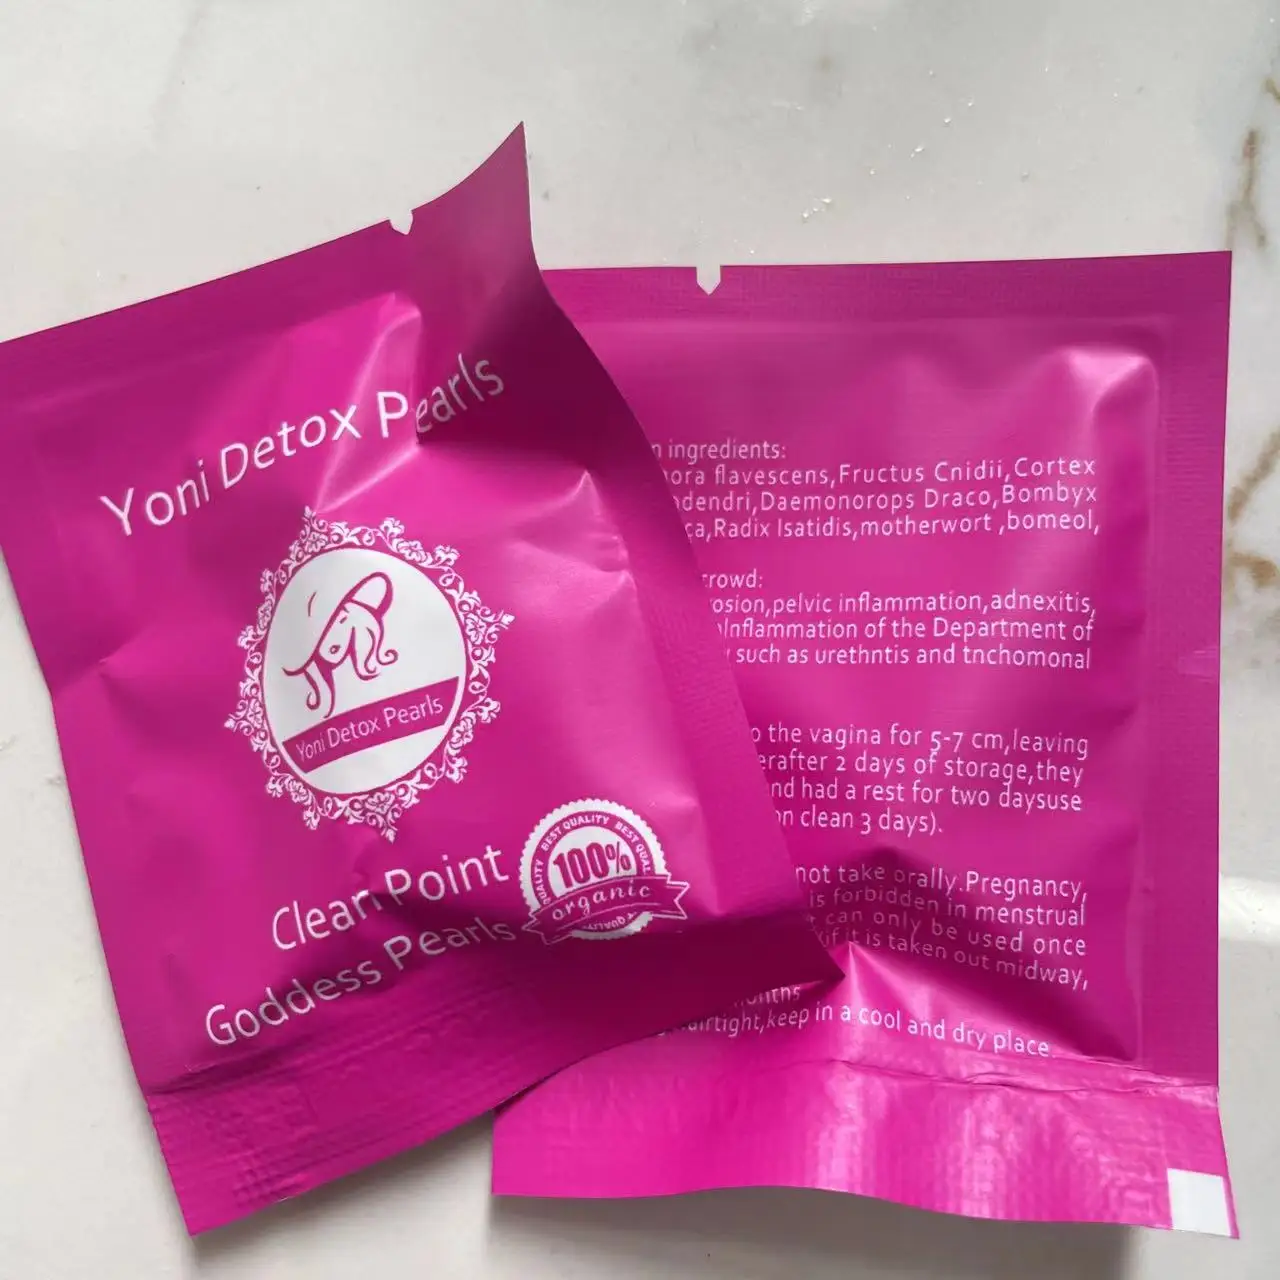 Yoni Detox Pearls
Yoni Detox Pearls
Clean Point
Goddess Pearls
BEST QUALITY BEST QUAL
QUALITY
100%
organic
QUALITY
ingredients:
flavescens,Fructus Cnidii,Cortex
Daemonorops Draco,Bombyx
Radix Isatidis,motherwort ,bomeol,
crowd:
pelvic inflammation,adnexitis,
Inflammation of the Department of
such as urethntis and tnchomonal
the vagina for 5-7 cm,leaving
2 days of storage,they
had a rest for two daysuse
clean 3 days).
not take orally.Pregnancy,
is forbidden in menstrual
can only be used once
if it is taken out midway,
airtight,keep in a cool and dry place